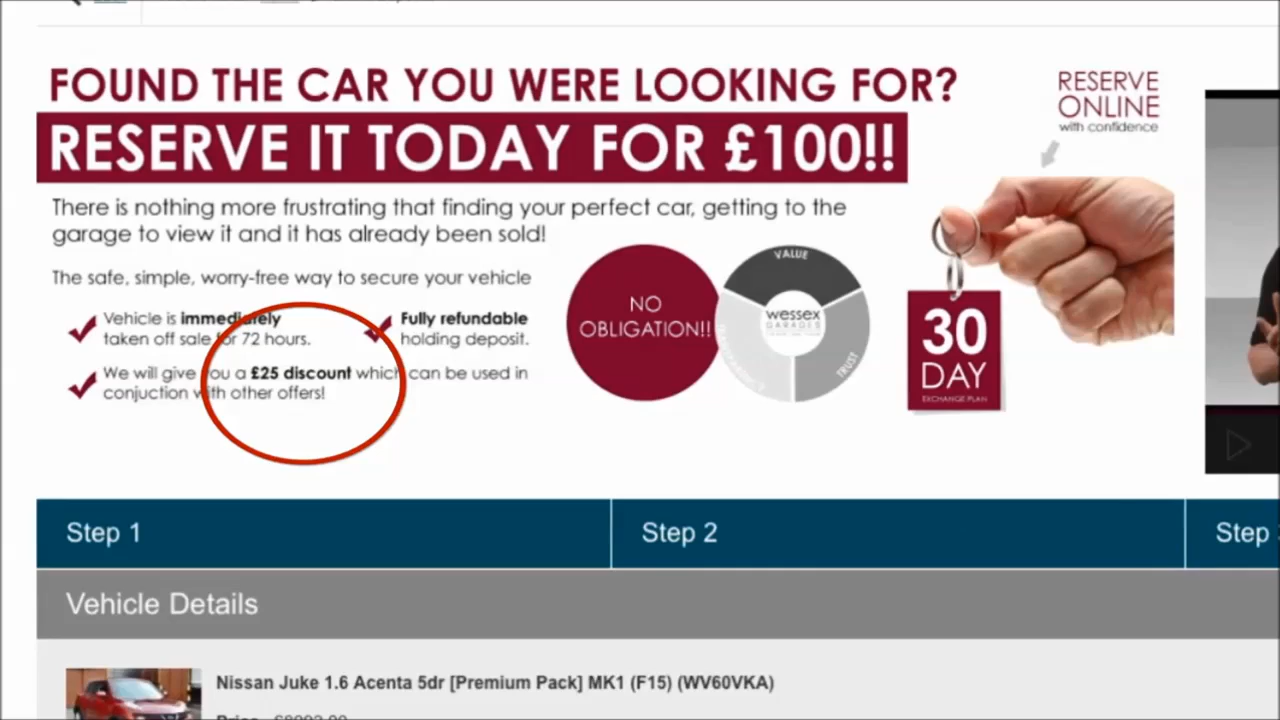 FOUND THE CAR YOU WERE LOOKING FOR?
RESERVE IT TODAY FOR £100!!
There is nothing more frustrating that finding your perfect car, getting to the
garage to view it and it has already been sold!
The safe, simple, worry-free way to secure your vehicle
Vehicle is immediately
taken off sale for 72 hours.
Fully refundable
holding deposit.
We will give you a £25 discount which can be used in
conjuction with other offers!
NO
OBLIGATION!!
VALUE
wessex
GARAGES
TRUST
RESERVE
ONLINE
with confidence
30
DAY
EXCHANGE PLAN
Step 1
Step 2
Step
Vehicle Details
Nissan Juke 1.6 Acenta 5dr [Premium Pack] MK1 (F15) (WV60VKA)